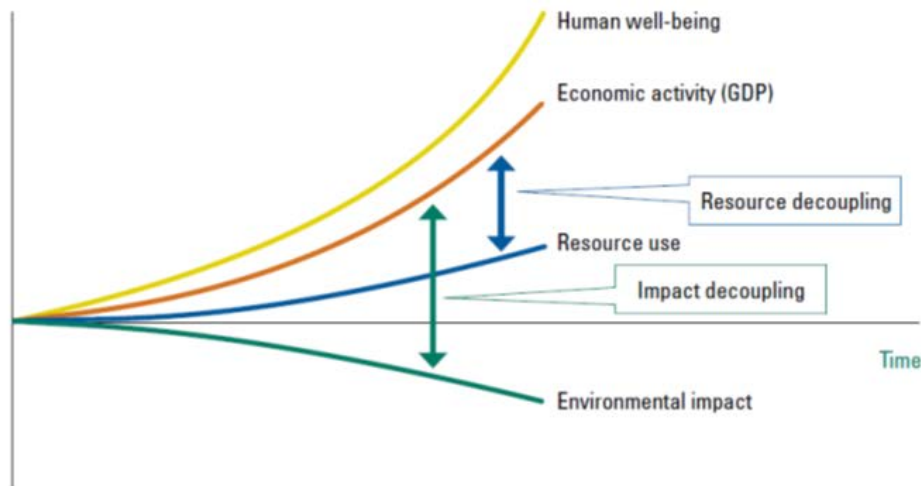 Human well-being
Economic activity (GDP)
Resource decoupling
Resource use
Impact decoupling
Time
Environmental impact